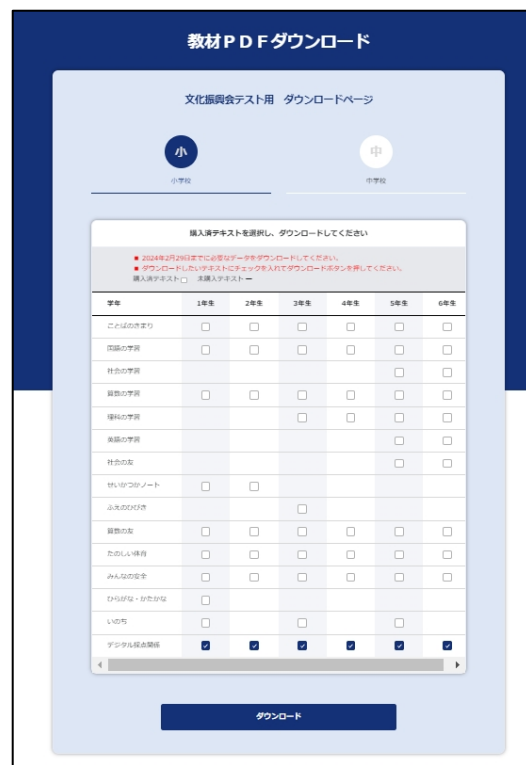 教材ＰＤＦダウンロード
文化振興会テスト用　ダウンロードページ
小
中
小学校
中学校
購入済テキストを選択し、ダウンロードしてください
■ 2024年2月29日までに必要なデータをダウンロードしてください。
■ ダウンロードしたいテキストにチェックを入れてダウンロードボタンを押してください。
購入済テキスト□　未購入テキスト ー
学年 1年生 2年生 3年生 4年生 5年生 6年生
ことばのきまり
国語の学習
社会の学習
算数の学習
理科の学習
英語の学習
社会の友
せいかつかノート
ふえのひびき
算数の友
たのしい体育
みんなの安全
ひらがな・かたかな
いのち
デジタル採点関係
ダウンロード